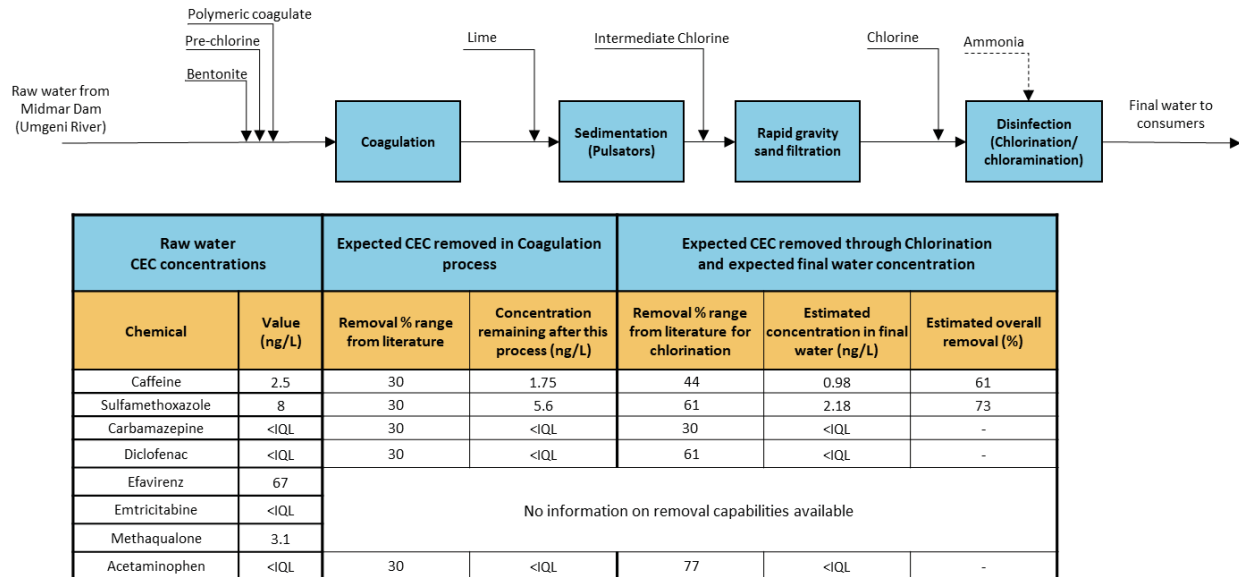 Polymeric coagulate
Pre-chlorine
Bentonite
Lime
Intermediate Chlorine
Chlorine
Ammonia
Raw water from
Midmar Dam
(Umgeni River)
Coagulation
Sedimentation
(Pulsators)
Rapid gravity
sand filtration
Disinfection
(Chlorination/
chloramination)
Final water to
consumers
Raw water
CEC concentrations
Expected CEC removed in Coagulation
process
Expected CEC removed through Chlorination
and expected final water concentration
Chemical
Value
(ng/L)
Removal % range
from literature
Concentration
remaining after this
process (ng/L)
Removal % range
from literature for
chlorination
Estimated
concentration in final
water (ng/L)
Estimated overall
removal (%)
Caffeine 2.5 30 1.75 44 0.98 61
Sulfamethoxazole 8 30 5.6 61 2.18 73
Carbamazepine <IQL 30 <IQL 30 <IQL -
Diclofenac <IQL 30 <IQL 61 <IQL -
Efavirenz 67
Emtricitabine <IQL
No information on removal capabilities available
Methaqualone 3.1
Acetaminophen <IQL 30 <IQL 77 <IQL -